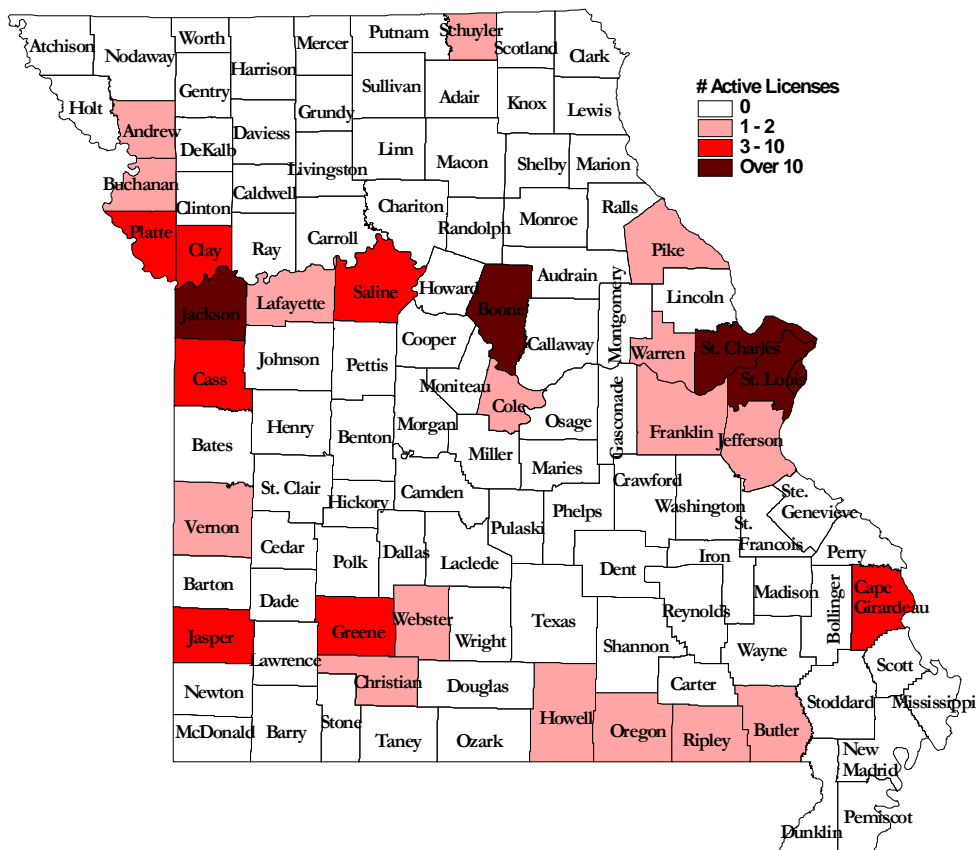 Atchison
Nodaway
Worth
Mercer
Putnam
Schuyler
Scotland
Clark
Harrison
Gentry
Sullivan
Adair
Knox
Lewis
# Active Licenses
0
1 - 2
3 - 10
Over 10
Holt
Andrew
DeKalb
Daviess
Grundy
Linn
Macon
Shelby
Marion
Livingston
Buchanan
Clinton
Caldwell
Chariton
Randolph
Monroe
Ralls
Platte
Clay
Ray
Carroll
Pike
Audrain
Jackson
Lafayette
Saline
Howard
Boone
Montgomery
Lincoln
Callaway
Cooper
Warren
St. Charles
St. Louis
Cass
Johnson
Pettis
Moniteau
Cole
Osage
Gasconade
Franklin
Jefferson
Bates
Henry
Benton
Morgan
Miller
Maries
St. Clair
Hickory
Camden
Crawford
Washington
Ste.
Genevieve
Vernon
Cedar
Polk
Dallas
Laclede
Pulaski
Phelps
St.
Francois
Iron
Perry
Barton
Dade
Dent
Reynolds
Madison
Bollinger
Cape
Girardeau
Jasper
Greene
Webster
Wright
Texas
Shannon
Wayne
Lawrence
Scott
Newton
Christian
Douglas
Carter
Stoddard
Mississippi
McDonald
Barry
Stone
Taney
Ozark
Howell
Oregon
Ripley
Butler
New
Madrid
Dunklin
Pemiscot